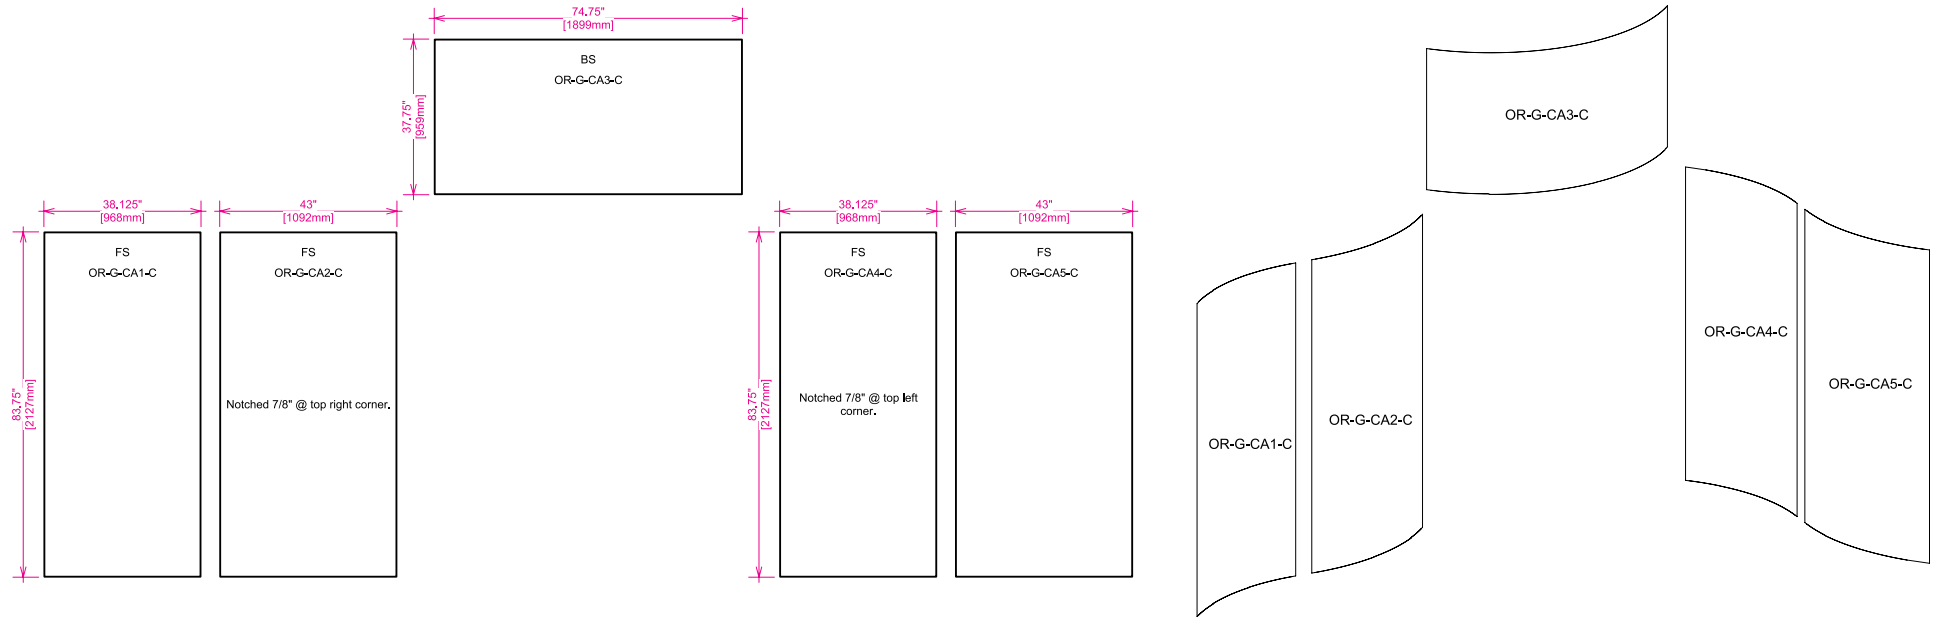 74.75"
[1899mm]
37.75"
[959mm]
BS
OR-G-CA3-C
38.125"
[968mm]
43"
[1092mm]
83.75"
[2127mm]
FS
OR-G-CA1-C
FS
OR-G-CA2-C
Notched 7/8" @ top right corner.
38.125"
[968mm]
43"
[1092mm]
83.75"
[2127mm]
FS
OR-G-CA4-C
Notched 7/8" @ top left
corner.
FS
OR-G-CA5-C
OR-G-CA3-C
OR-G-CA1-C
OR-G-CA2-C
OR-G-CA4-C
OR-G-CA5-C